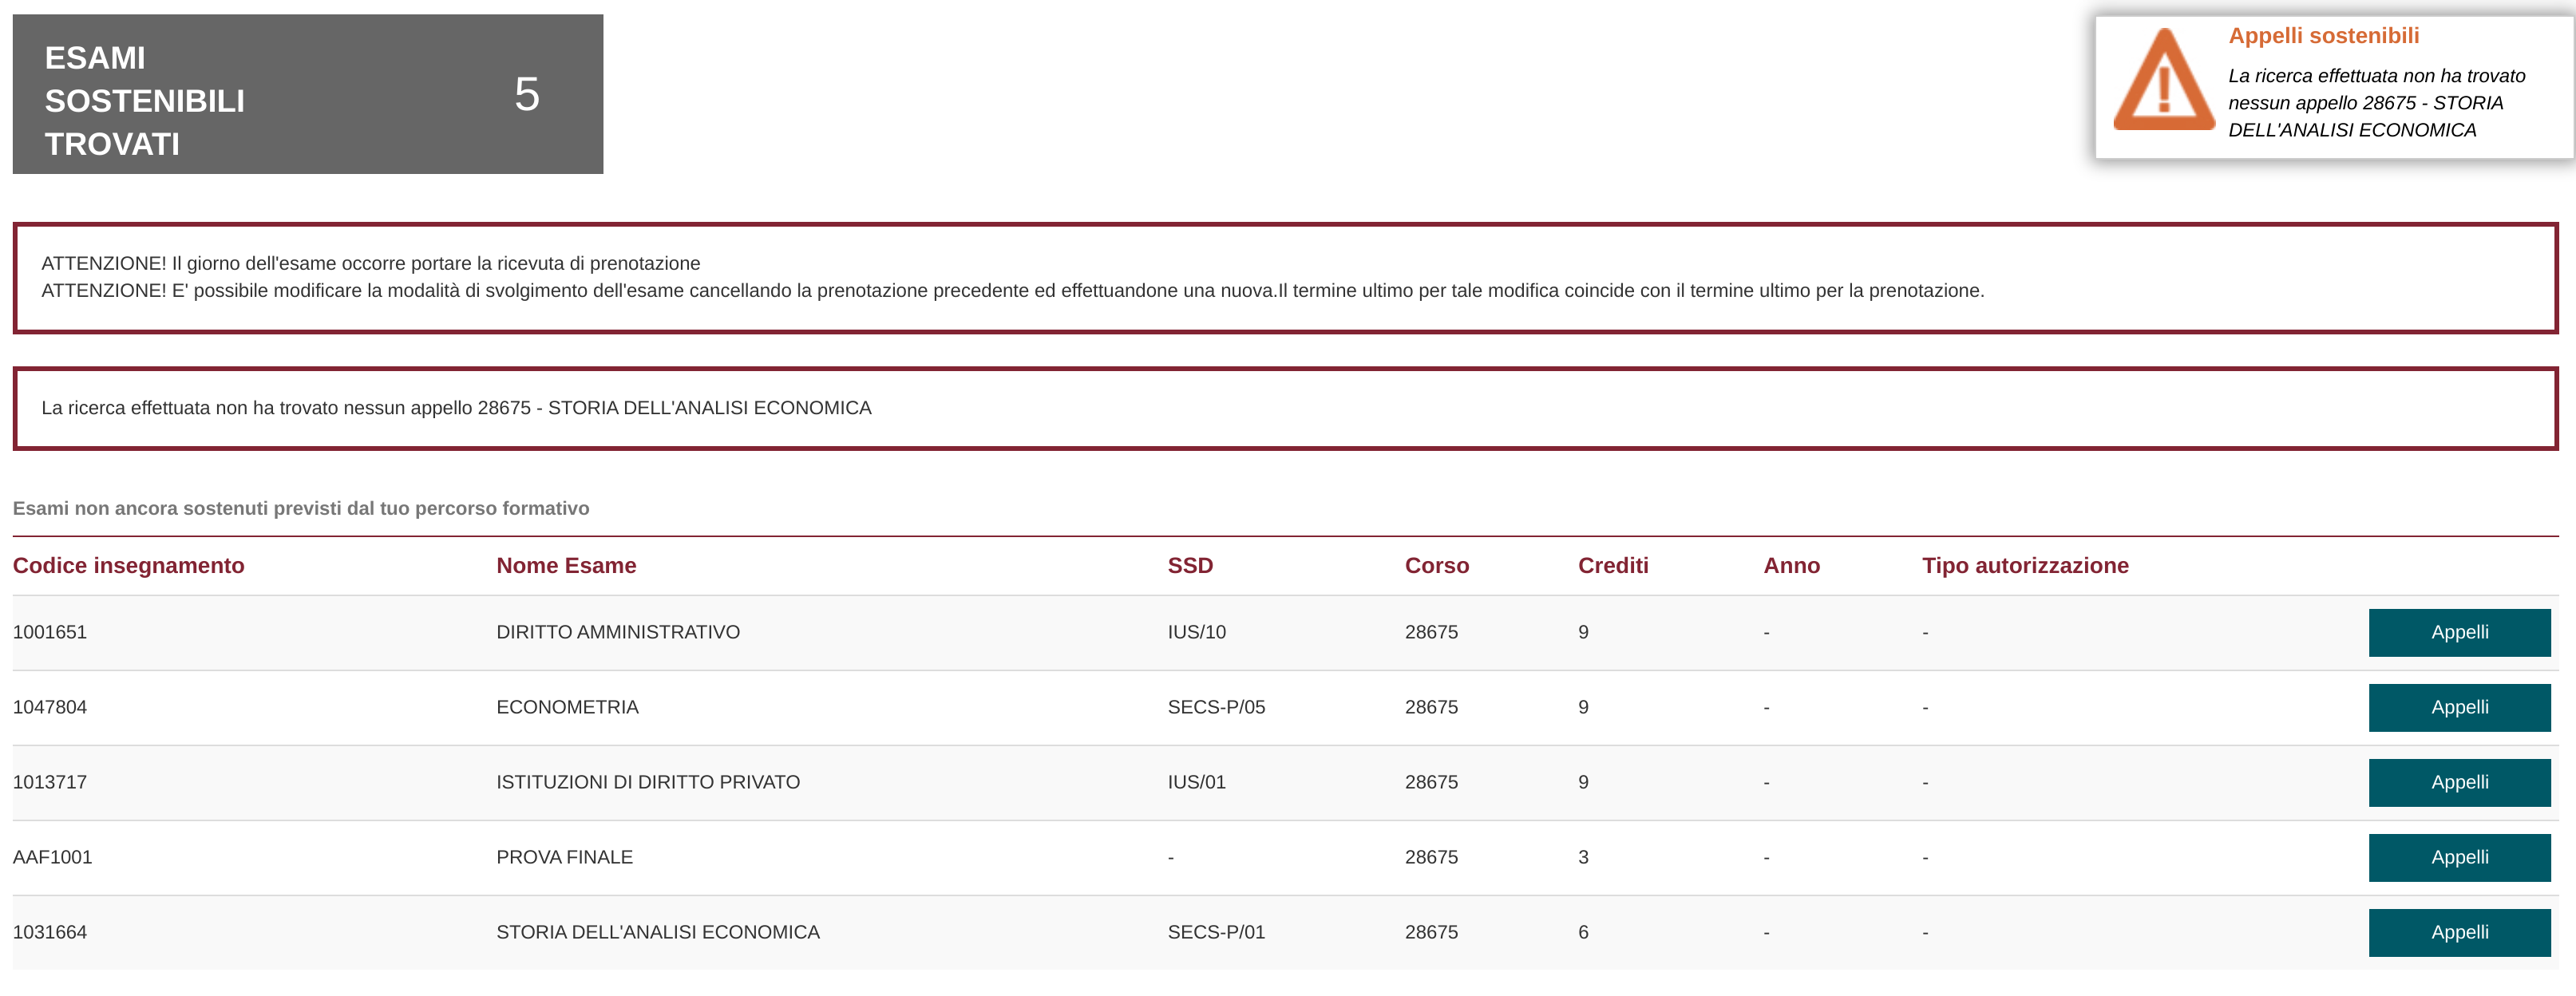 ESAMI
SOSTENIBILI
TROVATI
5
Appelli sostenibili
La ricerca effettuata non ha trovato
nessun appello 28675 - STORIA
DELL'ANALISI ECONOMICA
ATTENZIONE! Il giorno dell'esame occorre portare la ricevuta di prenotazione
ATTENZIONE! E' possibile modificare la modalità di svolgimento dell'esame cancellando la prenotazione precedente ed effettuandone una nuova.Il termine ultimo per tale modifica coincide con il termine ultimo per la prenotazione.
La ricerca effettuata non ha trovato nessun appello 28675 - STORIA DELL'ANALISI ECONOMICA
Esami non ancora sostenuti previsti dal tuo percorso formativo
Codice insegnamento Nome Esame SSD Corso Crediti Anno Tipo autorizzazione
1001651 DIRITTO AMMINISTRATIVO IUS/10 28675 9 - - Appelli
1047804 ECONOMETRIA SECS-P/05 28675 9 - - Appelli
1013717 ISTITUZIONI DI DIRITTO PRIVATO IUS/01 28675 9 - - Appelli
AAF1001 PROVA FINALE - 28675 3 - - Appelli
1031664 STORIA DELL'ANALISI ECONOMICA SECS-P/01 28675 6 - - Appelli